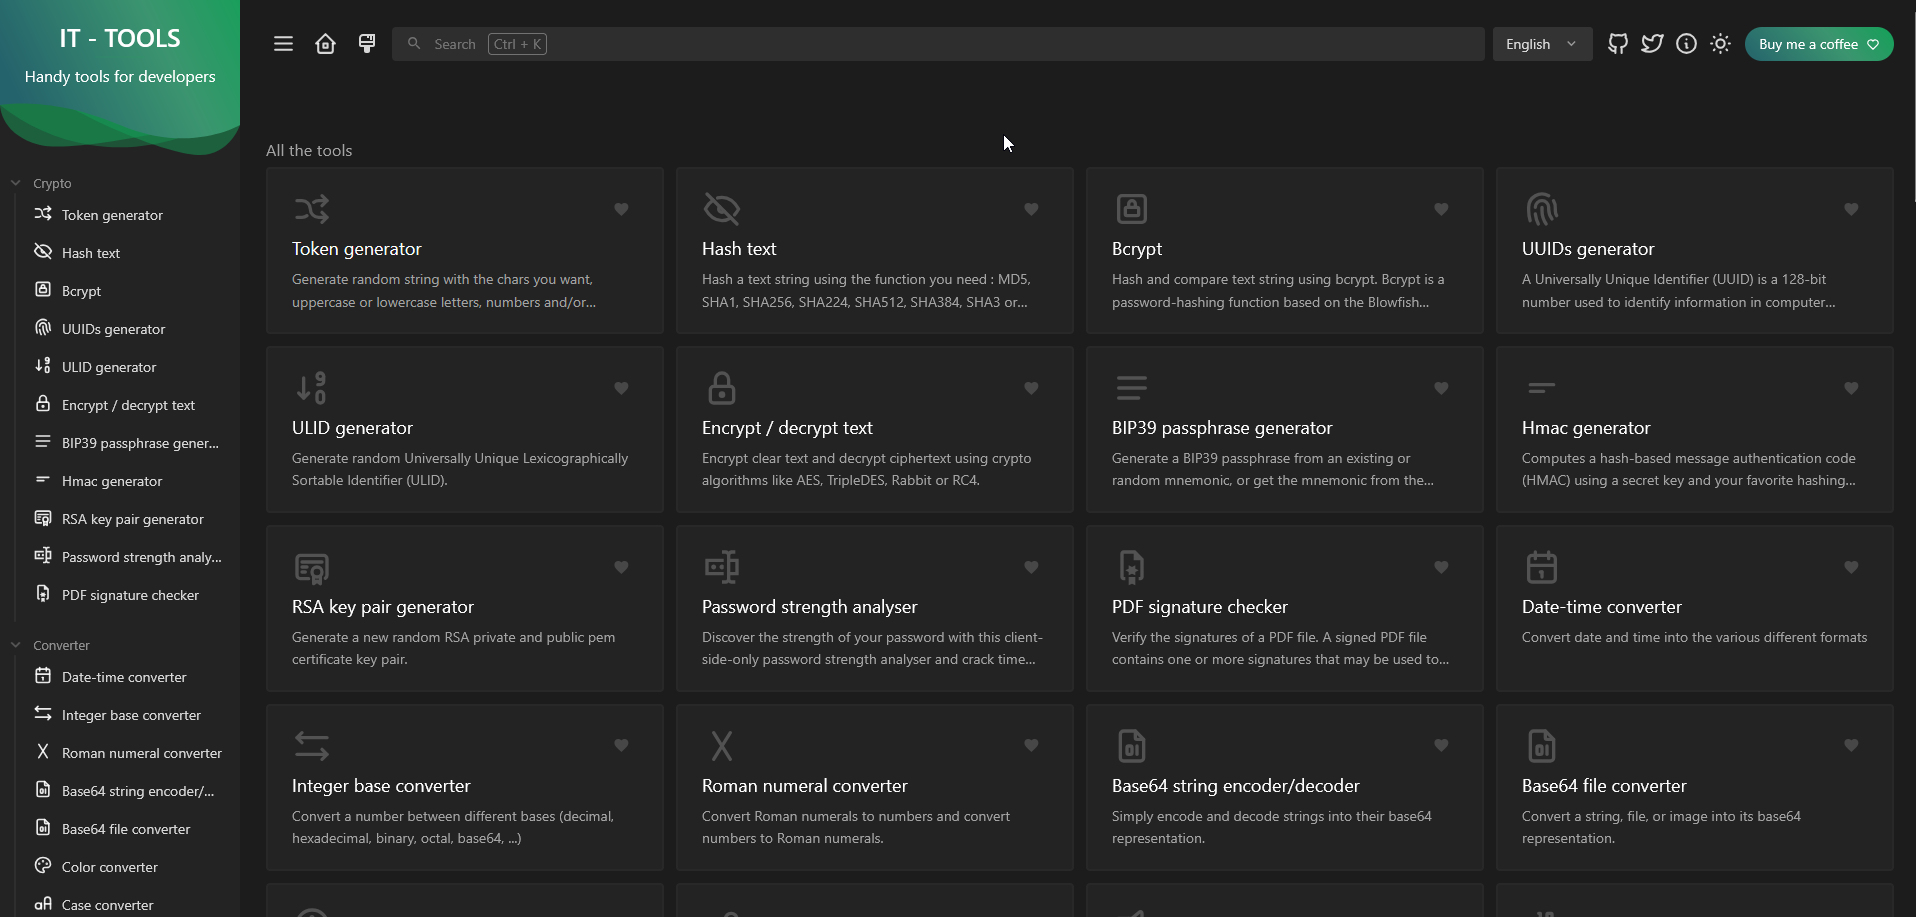 IT - TOOLS
Handy tools for developers
Crypto
Token generator
Hash text
Bcrypt
UUIDs generator
ULID generator
Encrypt / decrypt text
BIP39 passphrase gener...
Hmac generator
RSA key pair generator
Password strength analy...
PDF signature checker
Converter
Date-time converter
Integer base converter
Roman numeral converter
Base64 string encoder/...
Base64 file converter
Color converter
Case converter
Search Ctrl + K
English
Buy me a coffee
All the tools
Token generator
Generate random string with the chars you want,
uppercase or lowercase letters, numbers and/or...
Hash text
Hash a text string using the function you need : MD5,
SHA1, SHA256, SHA224, SHA512, SHA384, SHA3 or...
Bcrypt
Hash and compare text string using bcrypt. Bcrypt is a
password-hashing function based on the Blowfish...
UUIDs generator
A Universally Unique Identifier (UUID) is a 128-bit
number used to identify information in computer...
ULID generator
Generate random Universally Unique Lexicographically
Sortable Identifier (ULID).
Encrypt / decrypt text
Encrypt clear text and decrypt ciphertext using crypto
algorithms like AES, TripleDES, Rabbit or RC4.
BIP39 passphrase generator
Generate a BIP39 passphrase from an existing or
random mnemonic, or get the mnemonic from the...
Hmac generator
Computes a hash-based message authentication code
(HMAC) using a secret key and your favorite hashing...
RSA key pair generator
Generate a new random RSA private and public pem
certificate key pair.
Password strength analyser
Discover the strength of your password with this client-
side-only password strength analyser and crack time...
PDF signature checker
Verify the signatures of a PDF file. A signed PDF file
contains one or more signatures that may be used to...
Date-time converter
Convert date and time into the various different formats
Integer base converter
Convert a number between different bases (decimal,
hexadecimal, binary, octal, base64, ...)
Roman numeral converter
Convert Roman numerals to numbers and convert
numbers to Roman numerals.
Base64 string encoder/decoder
Simply encode and decode strings into their base64
representation.
Base64 file converter
Convert a string, file, or image into its base64
representation.